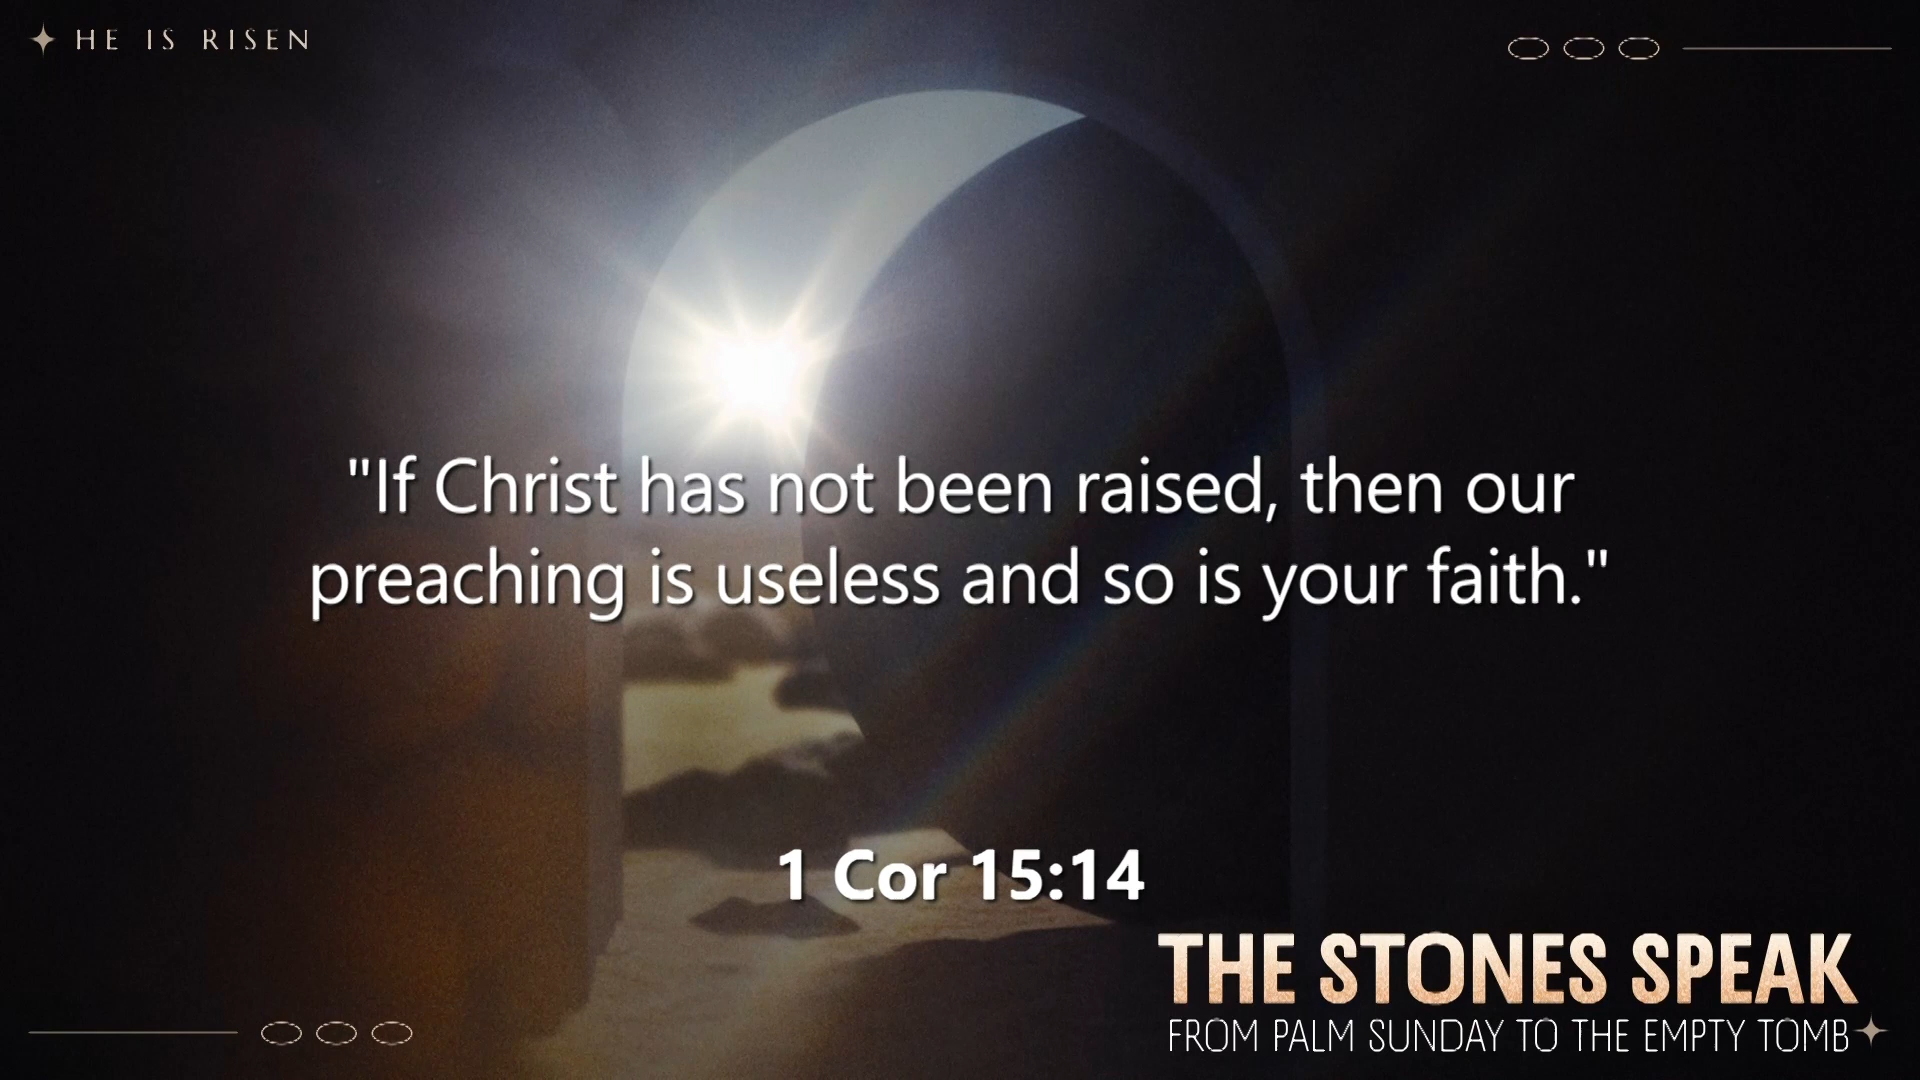 HE IS RISEN
"If Christ has not been raised, then our
preaching is useless and so is your faith."
1 Cor 15:14
THE STONES SPEAK
FROM PALM SUNDAY TO THE EMPTY TOMB